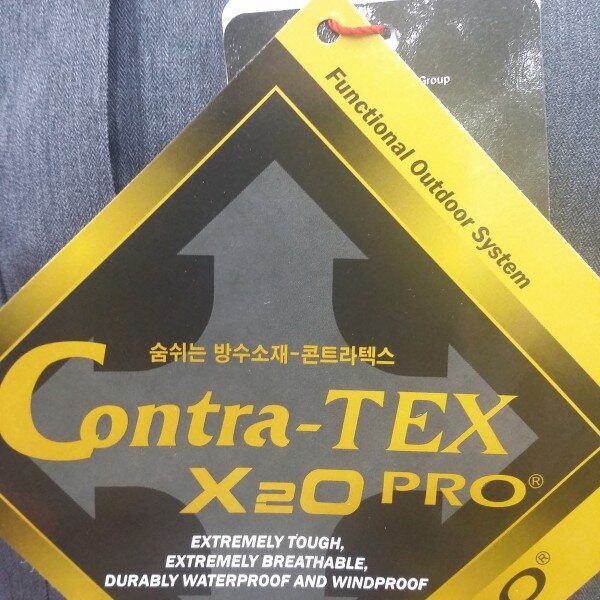 Group
Functional Outdoor System
숨쉬는 방수소재-콘트라텍스
Contra-TEX
X2O PRO®
EXTREMELY TOUGH,
EXTREMELY BREATHABLE,
DURABLY WATERPROOF AND WINDPROOF